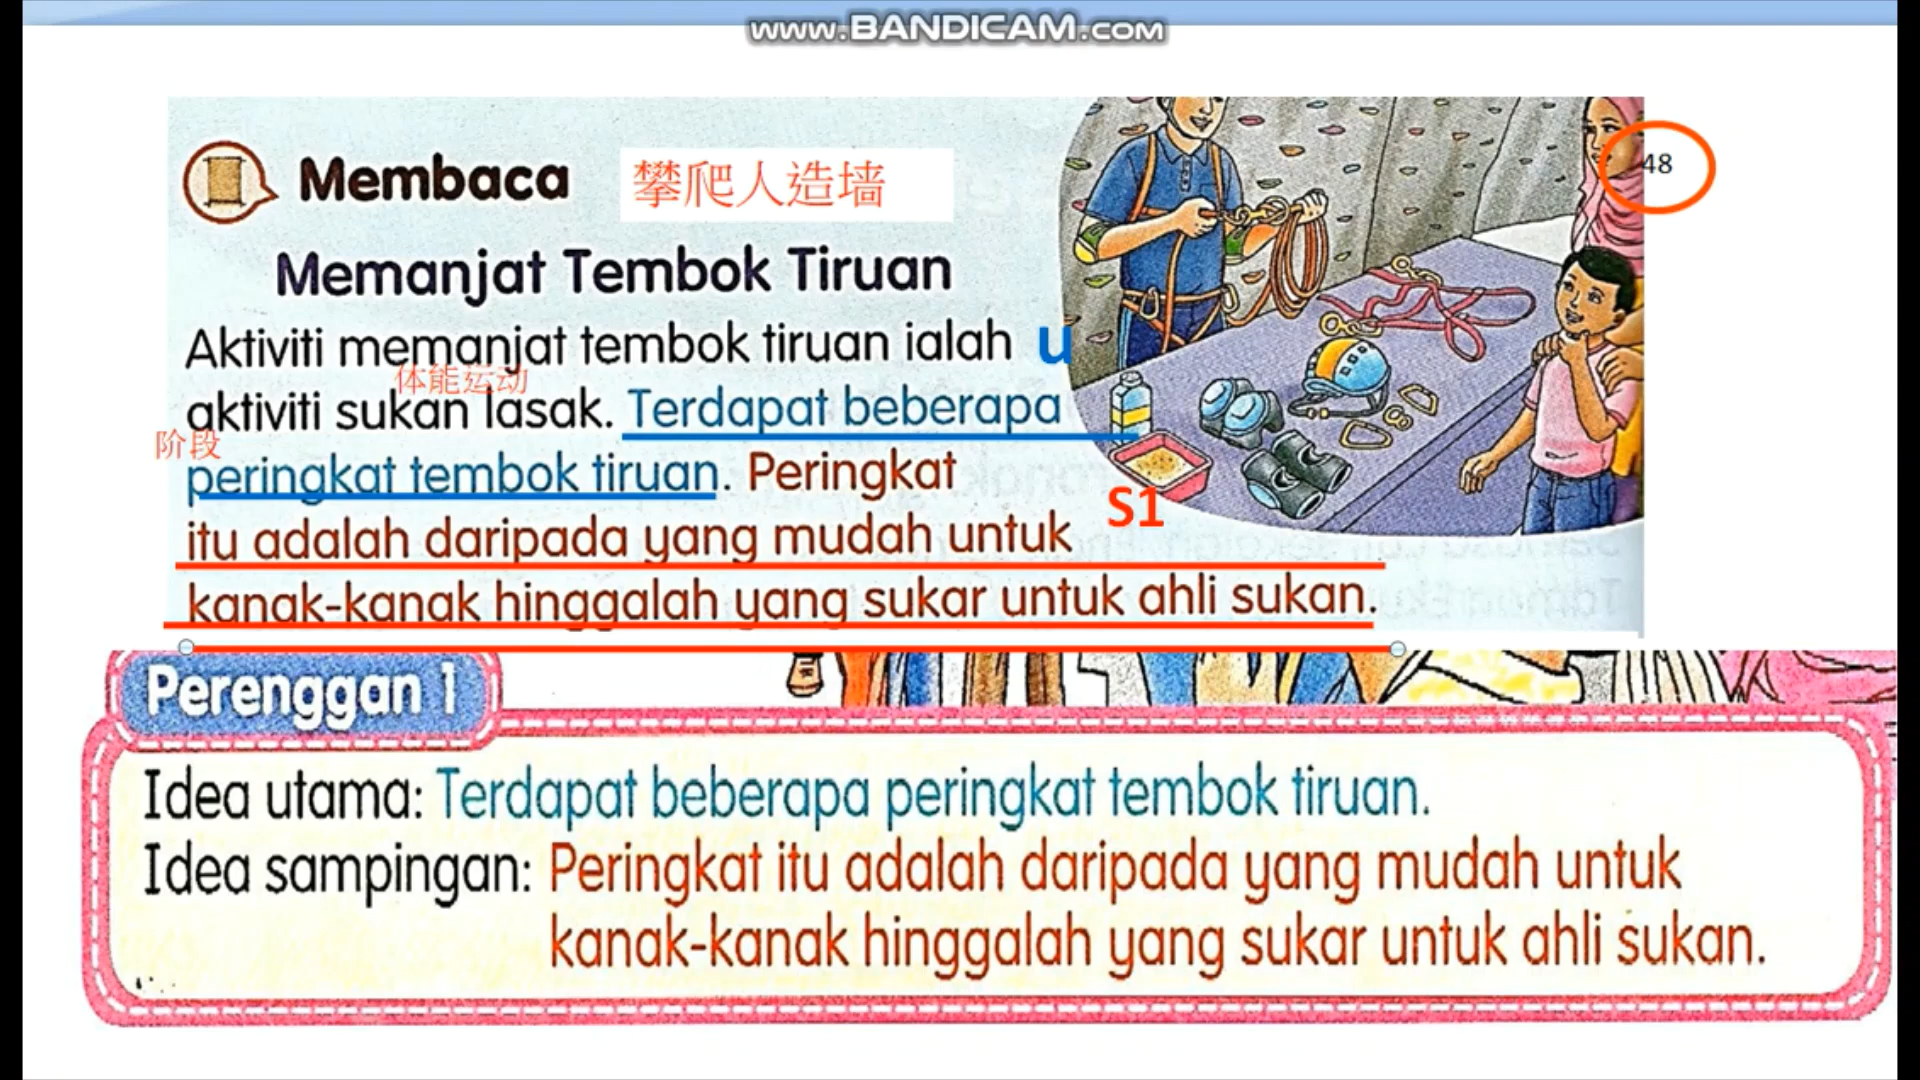 www.BANDICAM.com
48
Membaca
攀爬人造墙
Memanjat Tembok Tiruan
Aktiviti memanjat tembok tiruan ialah u
体能运动
aktiviti sukan lasak. Terdapat beberapa
阶段
peringkat tembok tiruan. Peringkat
S1
itu adalah daripada yang mudah untuk
kanak-kanak hinggalah yang sukar untuk ahli sukan.
Perenggan 1
Idea utama: Terdapat beberapa peringkat tembok tiruan.
Idea sampingan: Peringkat itu adalah daripada yang mudah untuk
kanak-kanak hinggalah yang sukar untuk ahli sukan.